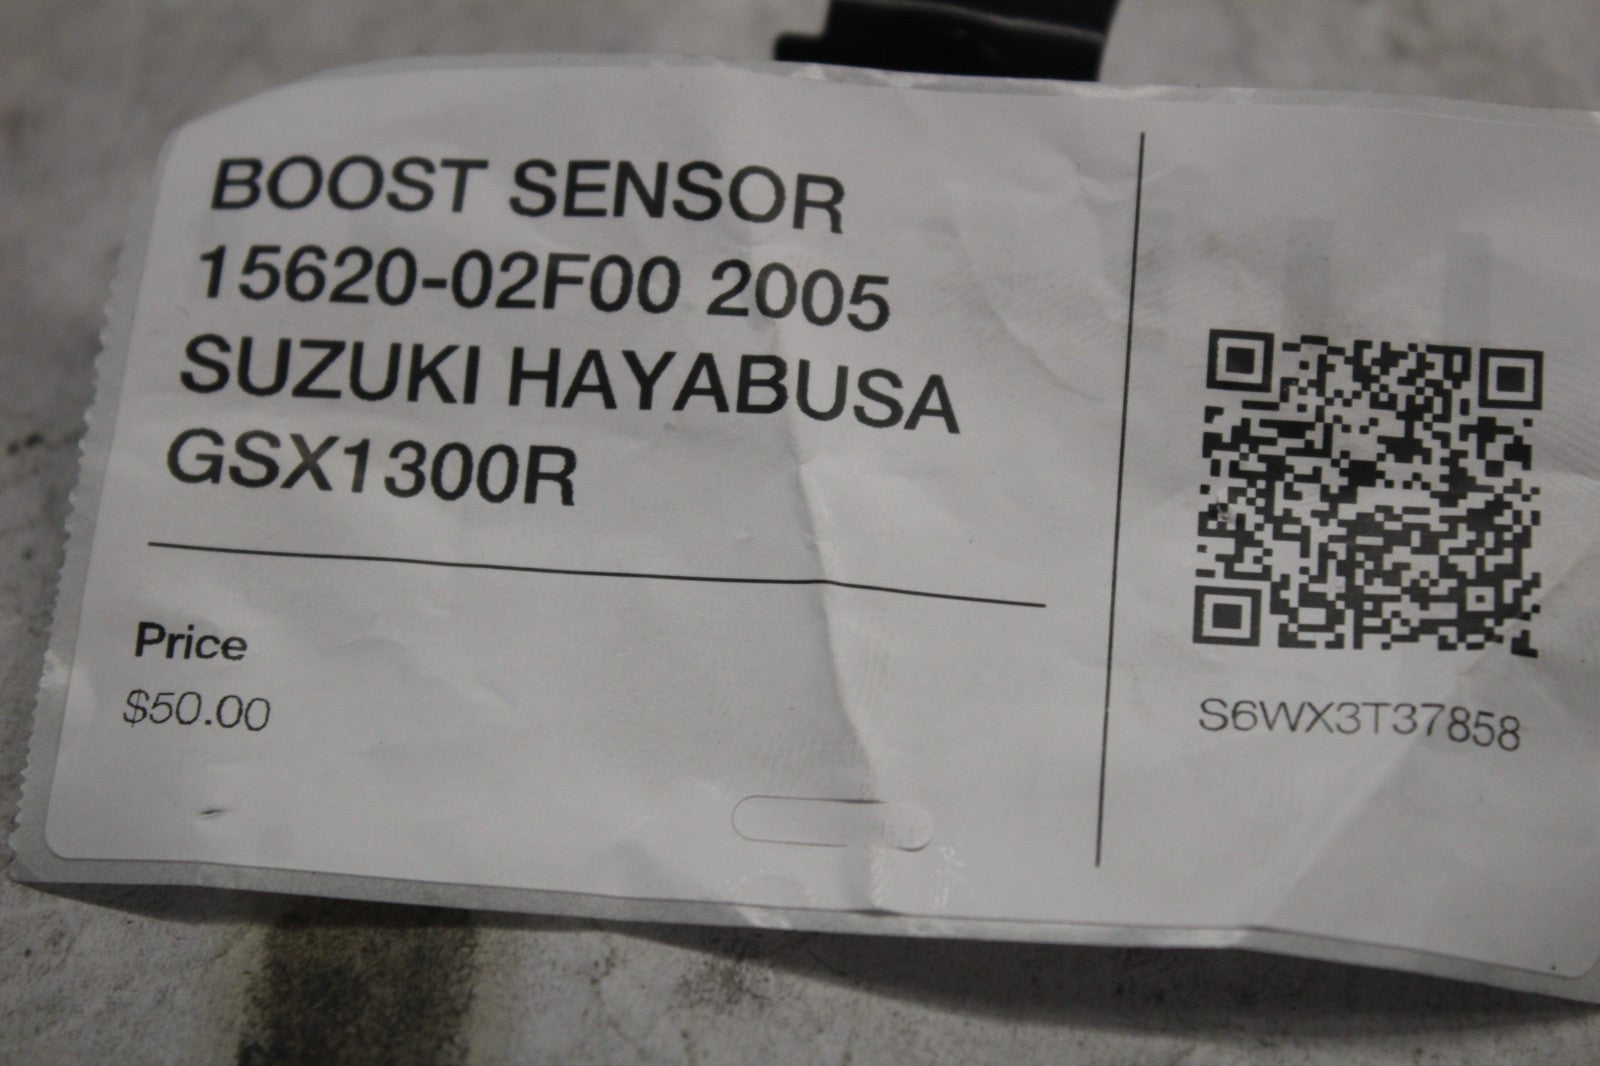 BOOST SENSOR
15620-02F00 2005
SUZUKI HAYABUSA
GSX1300R
Price
$50.00
S6WX3T37858